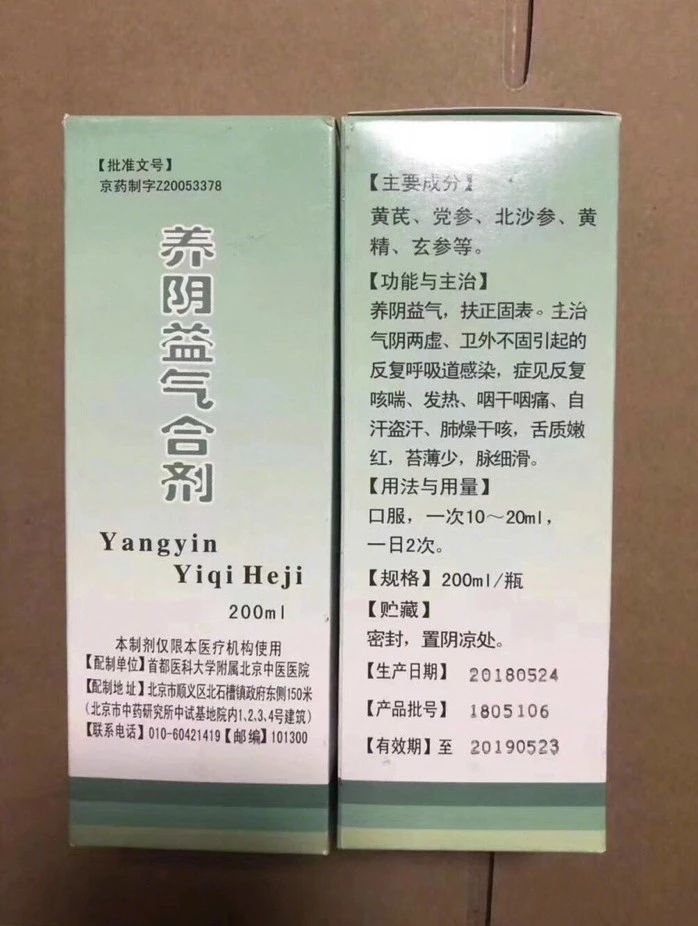 【批准文号】
京药制字Z20053378
养阴益气合剂
Yangyin
Yiqi Heji
200ml
本制剂仅限本医疗机构使用
【配制单位】首都医科大学附属北京中医医院
【配制地址】北京市顺义区北石槽镇政府东侧150米
(北京市中药研究所中试基地院内1,2,3,4号建筑)
【联系电话】010-60421419【邮编】101300
【主要成分】
黄芪、党参、北沙参、黄
精、玄参等。
【功能与主治】
养阴益气，扶正固表。主治
气阴两虚、卫外不固引起的
反复呼吸道感染，症见反复
咳喘、发热、咽干咽痛、自
汗盗汗、肺燥干咳，舌质嫩
红，苔薄少，脉细滑。
【用法与用量】
口服，一次10～20ml，
一日2次。
【规格】200ml/瓶
【贮藏】
密封，置阴凉处。
【生产日期】 20180524
【产品批号】 1805106
【有效期】至 20190523